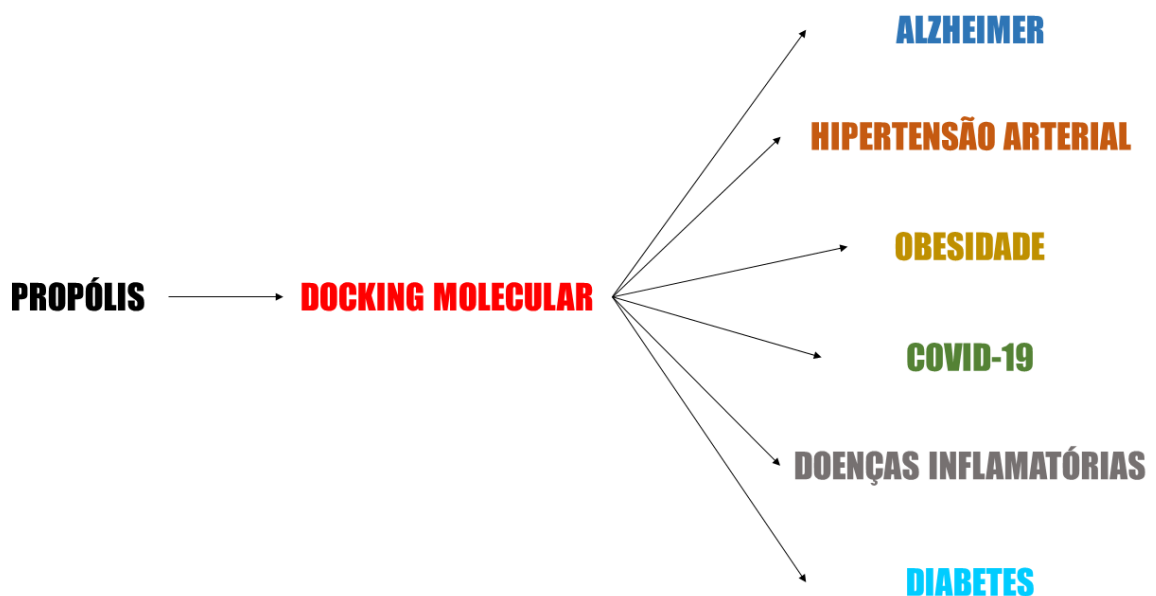 ALZHEIMER
HIPERTENSÃO ARTERIAL
OBESIDADE
PROPÓLIS
DOCKING MOLECULAR
COVID-19
DOENÇAS INFLAMATÓRIAS
DIABETES